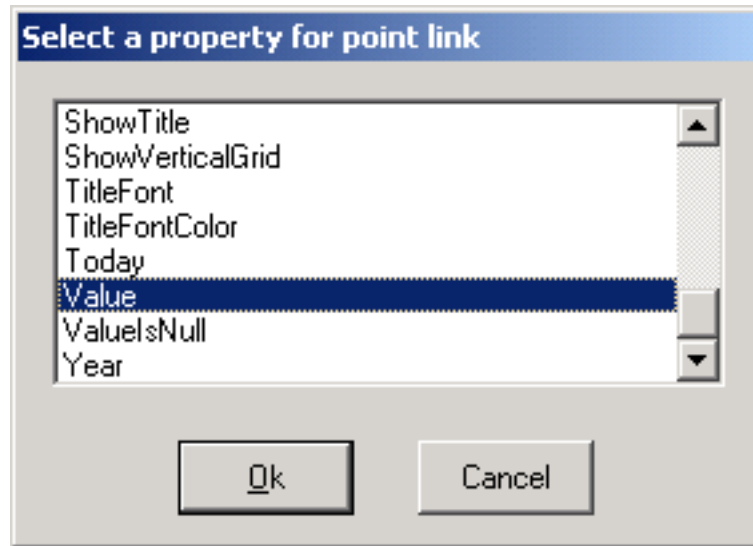 Select a property for point link
ShowTitle
ShowVerticalGrid
TitleFont
TitleFontColor
Today
Value
ValueIsNull
Year
Ok
Cancel